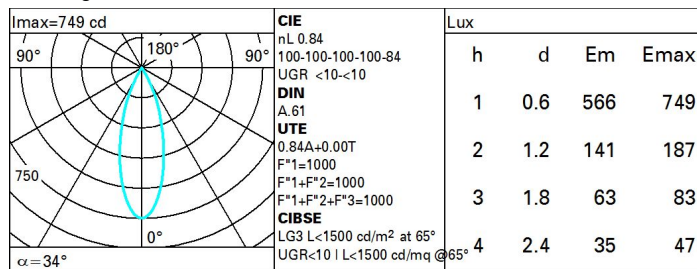 Imax=749 cd
90°
180°
90°
750
0°
α=34°
CIE
nL 0.84
100-100-100-100-84
UGR <10-<10
DIN
A.61
UTE
0.84A+0.00T
F"1=1000
F"1+F"2=1000
F"1+F"2+F"3=1000
CIBSE
LG3 L<1500 cd/m² at 65°
UGR<10 | L<1500 cd/mq @65°
Lux
h d Em Emax
1 0.6 566 749
2 1.2 141 187
3 1.8 63 83
4 2.4 35 47